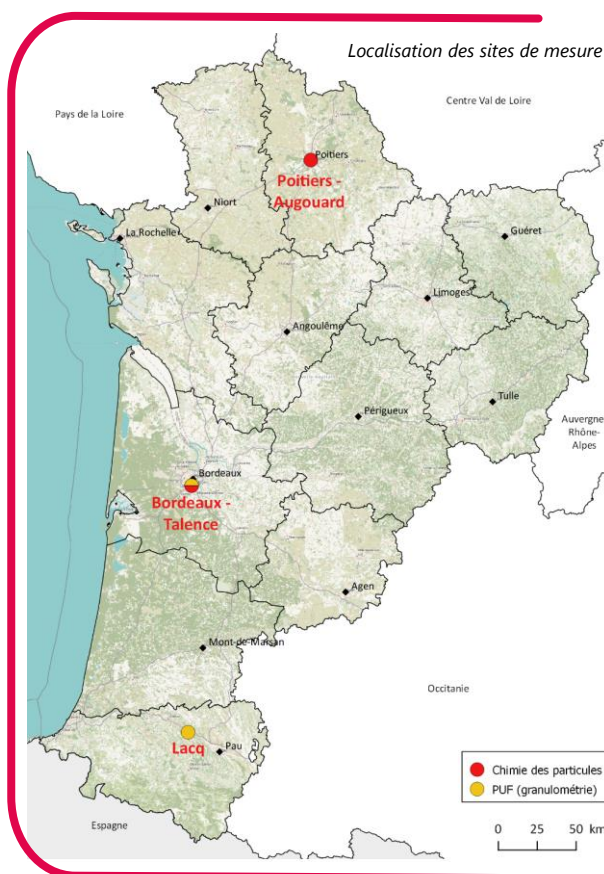 Localisation des sites de mesure
Pays de la Loire
Centre Val de Loire
Poitiers
Poitiers -
Augouard
Niort
La Rochelle
Guéret
Limoges
Angoulême
Tulle
Périgueux
Auvergne
Rhône-
Alpes
Bordeaux
Bordeaux -
Talence
Agen
Mont-de-Marsan
Occitanie
Lacq
Pau
Espagne
Chimie des particules
PUF (granulométrie)
0 25 50 km